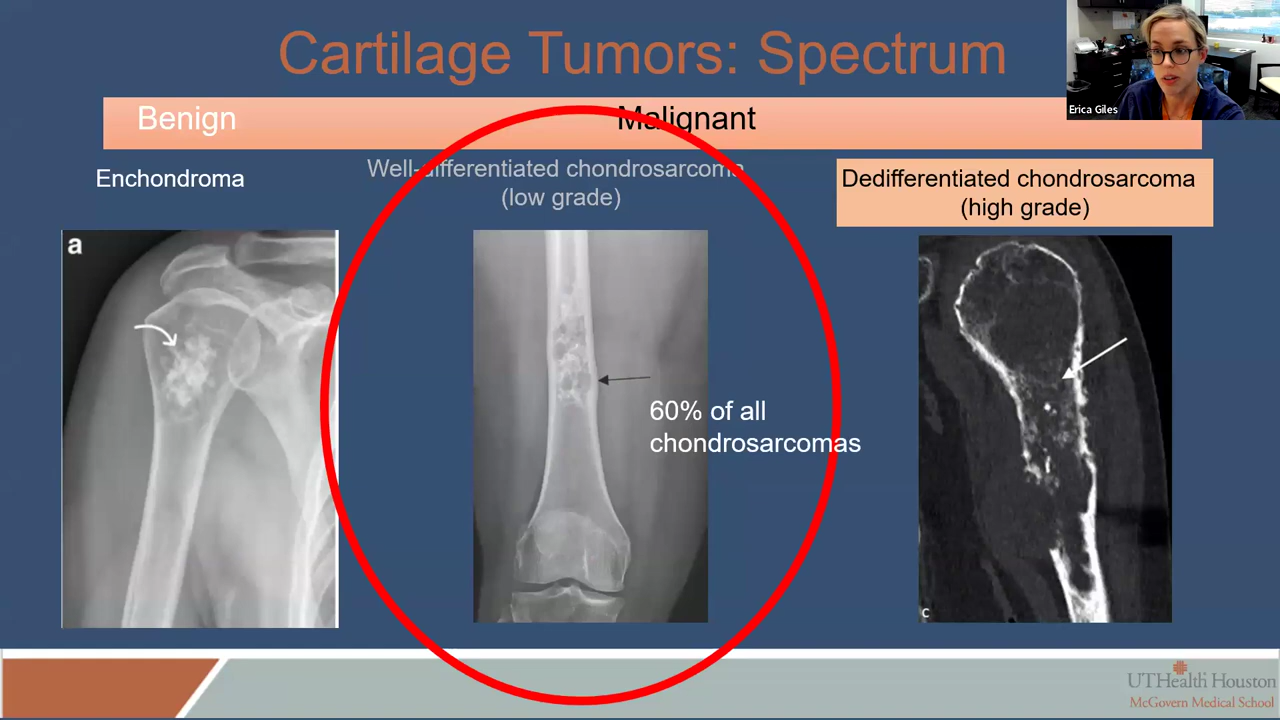 Cartilage Tumors: Spectrum
Erica Giles
Benign
Malignant
Enchondroma
Well-differentiated chondrosarcoma
(low grade)
Dedifferentiated chondrosarcoma
(high grade)
a
60% of all
chondrosarcomas
c
UTHealth Houston
McGovern Medical School